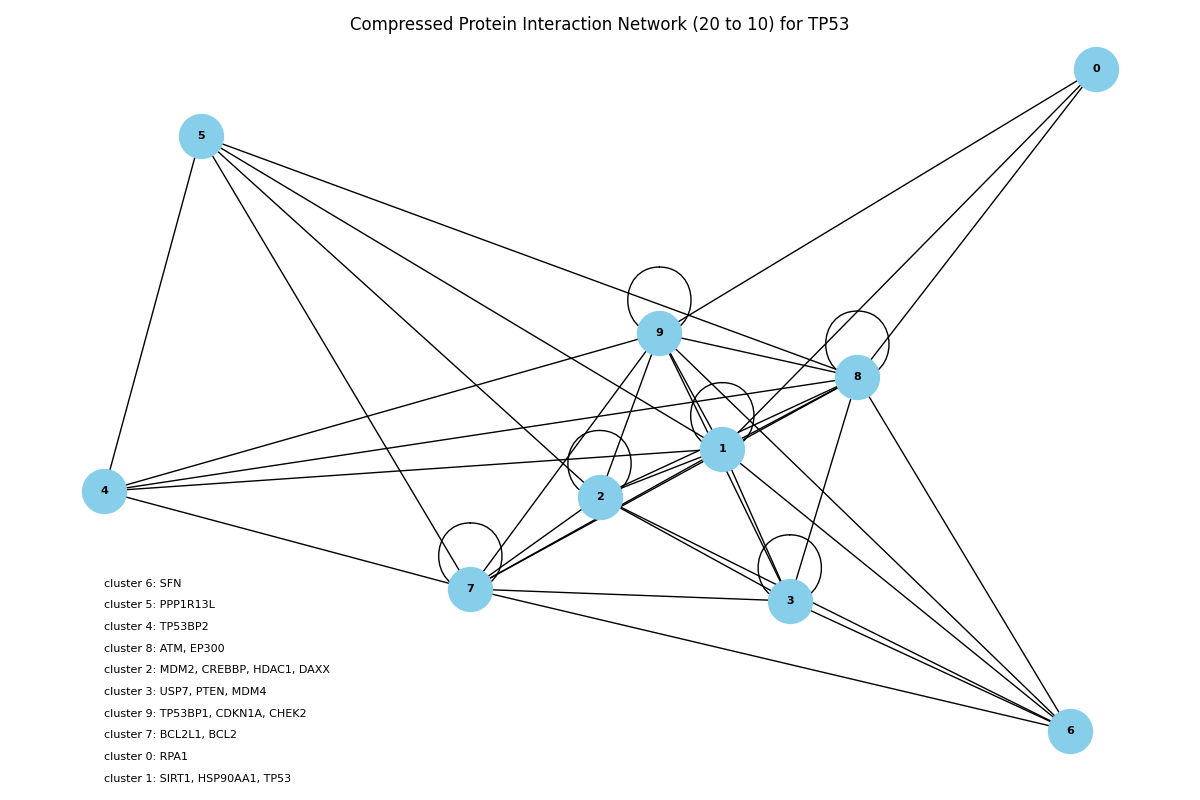 Compressed Protein Interaction Network (20 to 10) for TP53
0
5
9
8
1
4
2
7
3
6
cluster 6: SFN
cluster 5: PPP1R13L
cluster 4: TP53BP2
cluster 8: ATM, EP300
cluster 2: MDM2, CREBBP, HDAC1, DAXX
cluster 3: USP7, PTEN, MDM4
cluster 9: TP53BP1, CDKN1A, CHEK2
cluster 7: BCL2L1, BCL2
cluster 0: RPA1
cluster 1: SIRT1, HSP90AA1, TP53